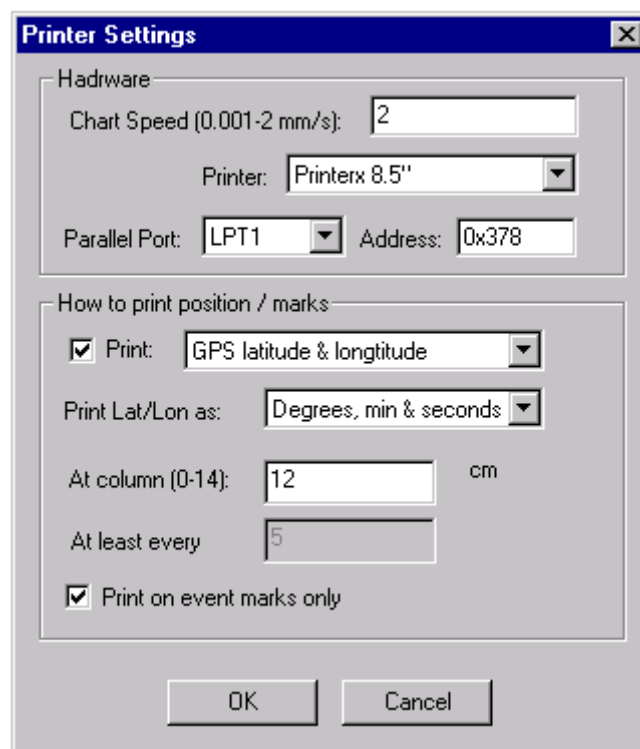 Printer Settings
Hadrware
Chart Speed (0.001-2 mm/s): 2
Printer: Printerx 8.5"
Parallel Port: LPT1 Address: 0x378
How to print position / marks
Print: GPS latitude & longtitude
Print Lat/Lon as: Degrees, min & seconds
At column (0-14): 12 cm
At least every 5
Print on event marks only
OK Cancel